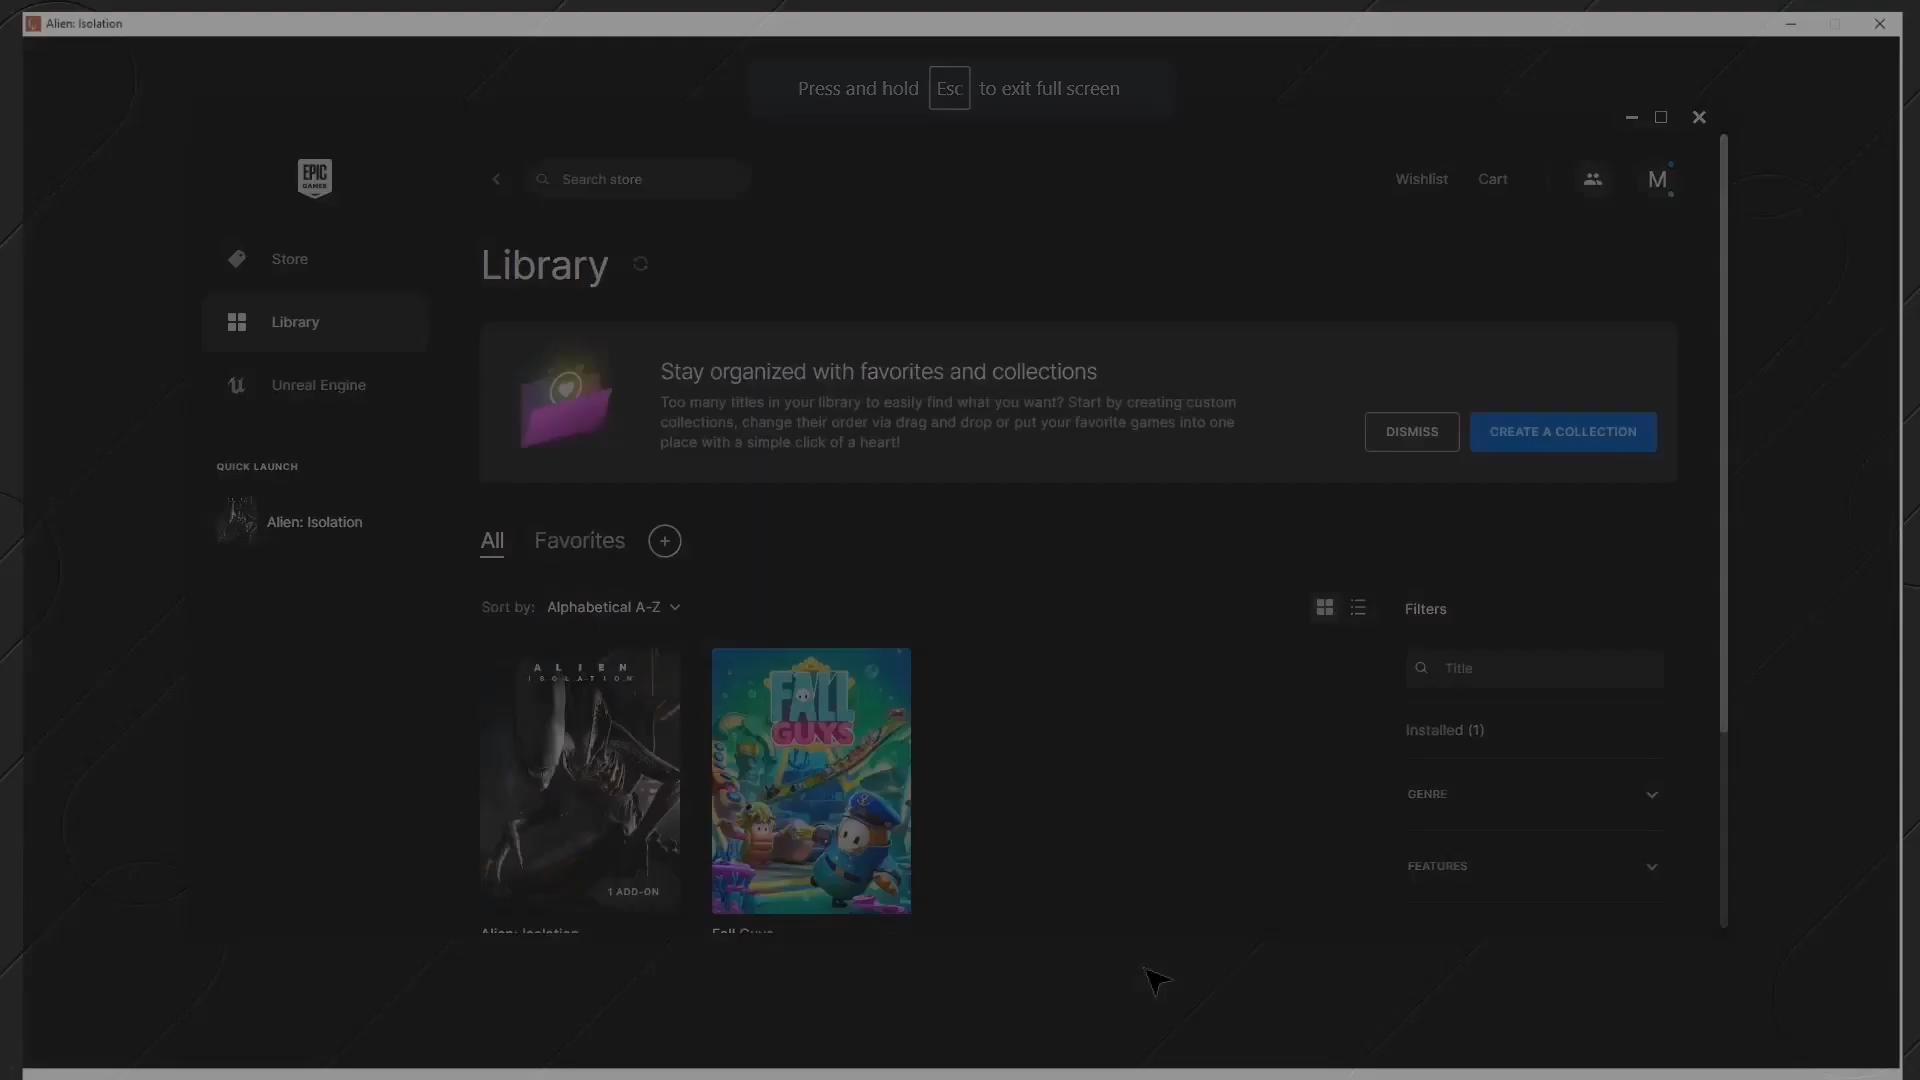 Alien: Isolation
Press and hold Esc to exit full screen
EPIC
GAMES
Search store
Wishlist
Cart
M
Store
Library
Library
Unreal Engine
Stay organized with favorites and collections
Too many titles in your library to easily find what you want? Start by creating custom
collections, change their order via drag and drop or put your favorite games into one
place with a simple click of a heart!
DISMISS
CREATE A COLLECTION
QUICK LAUNCH
Alien: Isolation
All
Favorites
Sort by: Alphabetical A-Z
Filters
Title
Installed (1)
GENRE
FEATURES
ALIEN
ISOLATION
1 ADD-ON
FALL
GUYS
Alien: Isolation
Fall Guys